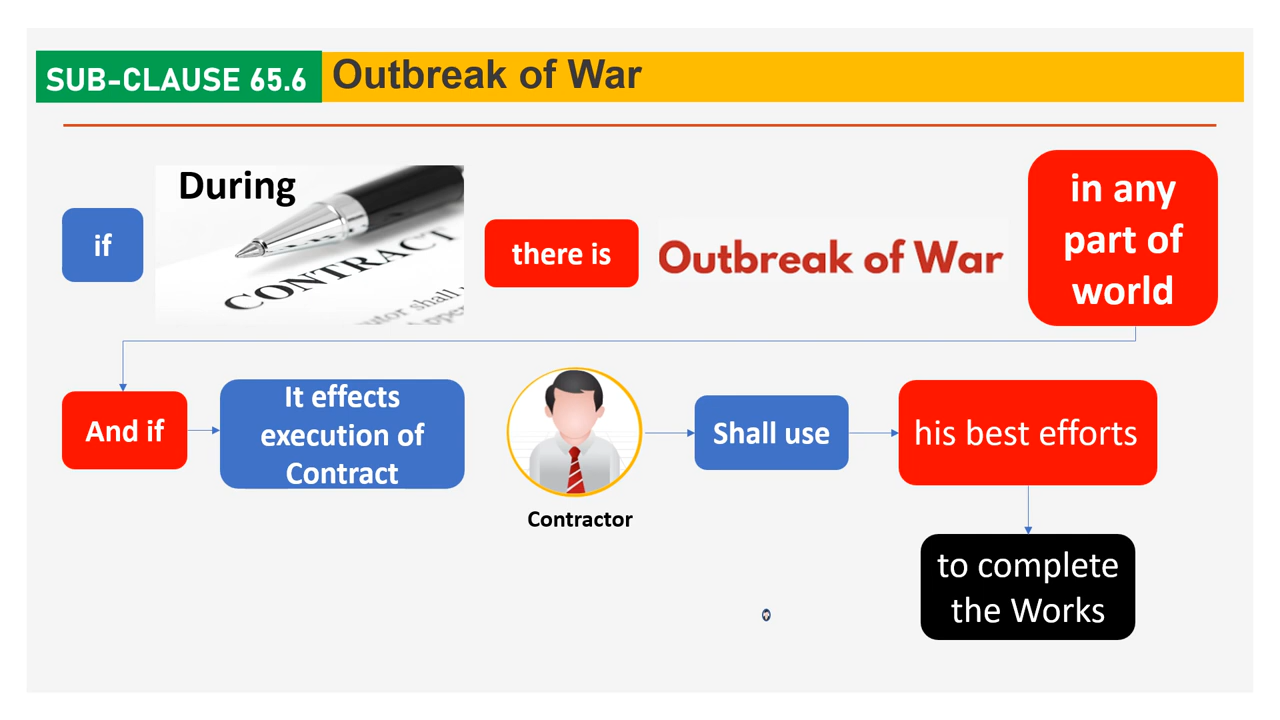 SUB-CLAUSE 65.6
Outbreak of War
if
During
CONTRACT
shall
there is
Outbreak of War
in any
part of
world
And if
It effects
execution of
Contract
Contractor
Shall use
his best efforts
to complete
the Works